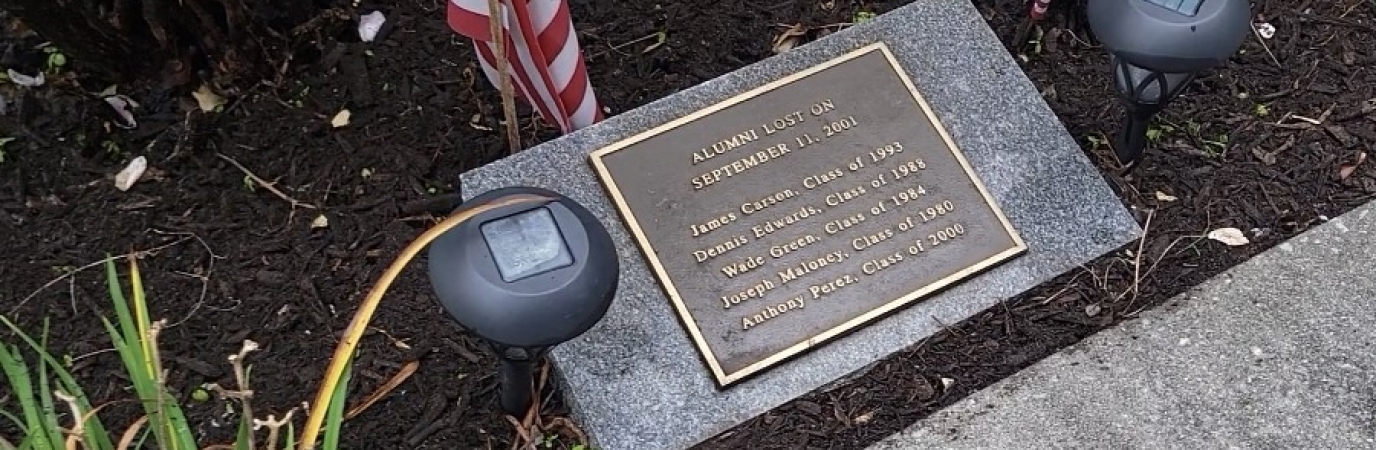 ALUMNI LOST ON
SEPTEMBER 11, 2001
James Carson, Class of 1993
Dennis Edwards, Class of 1988
Wade Green, Class of 1984
Joseph Maloney, Class of 1980
Anthony Perez, Class of 2000